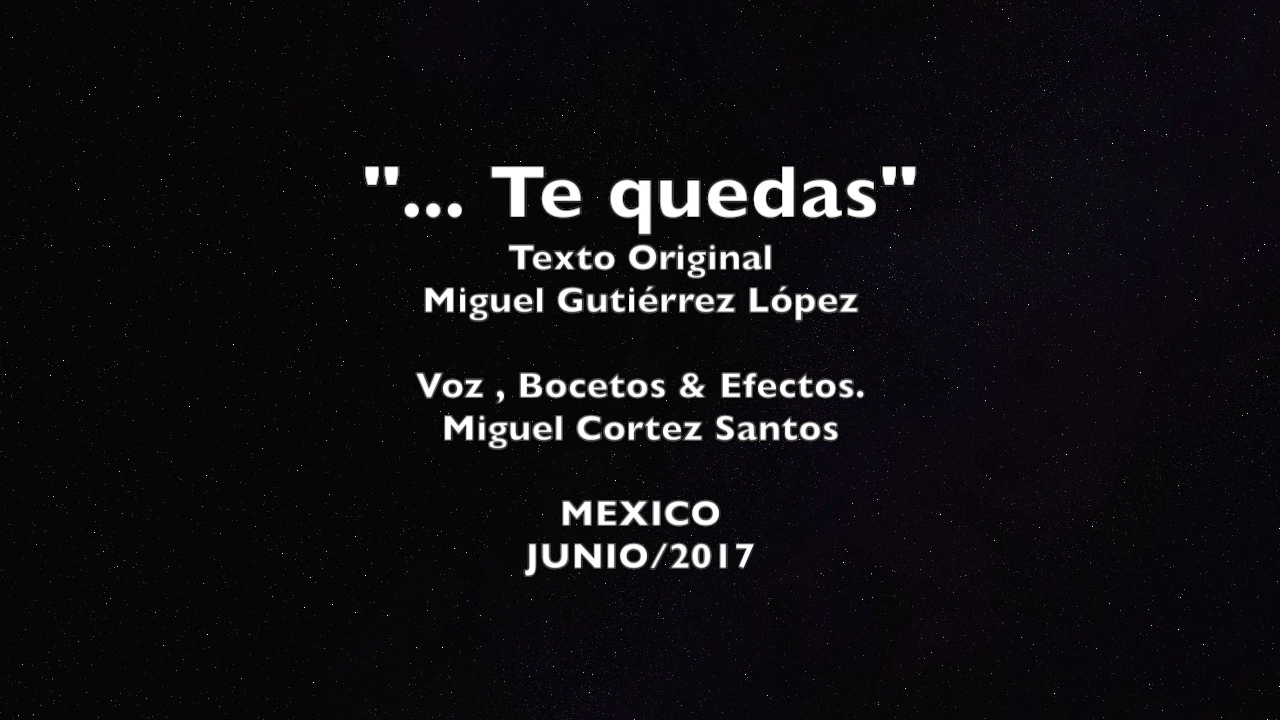 "... Te quedas"
Texto Original
Miguel Gutiérrez López
Voz , Bocetos & Efectos.
Miguel Cortez Santos
MEXICO
JUNIO/2017